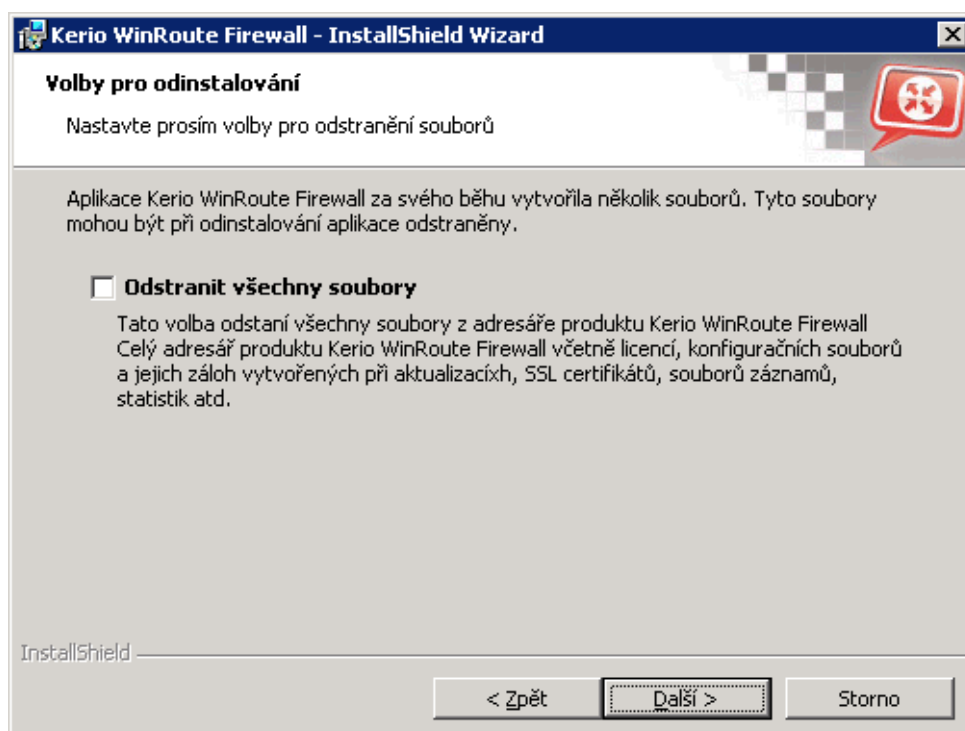 Kerio WinRoute Firewall - InstallShield Wizard
Volby pro odinstalování
Nastavte prosím volby pro odstranění souborů
Aplikace Kerio WinRoute Firewall za svého běhu vytvořila několik souborů. Tyto soubory
mohou být při odinstalování aplikace odstraněny.
Odstranit všechny soubory
Tato volba odstaní všechny soubory z adresáře produktu Kerio WinRoute Firewall
Celý adresář produktu Kerio WinRoute Firewall včetně licencí, konfiguračních souborů
a jejich záloh vytvořených při aktualizacíxh, SSL certifikátů, souborů záznamů,
statistik atd.
InstallShield
< Zpět Další > Storno